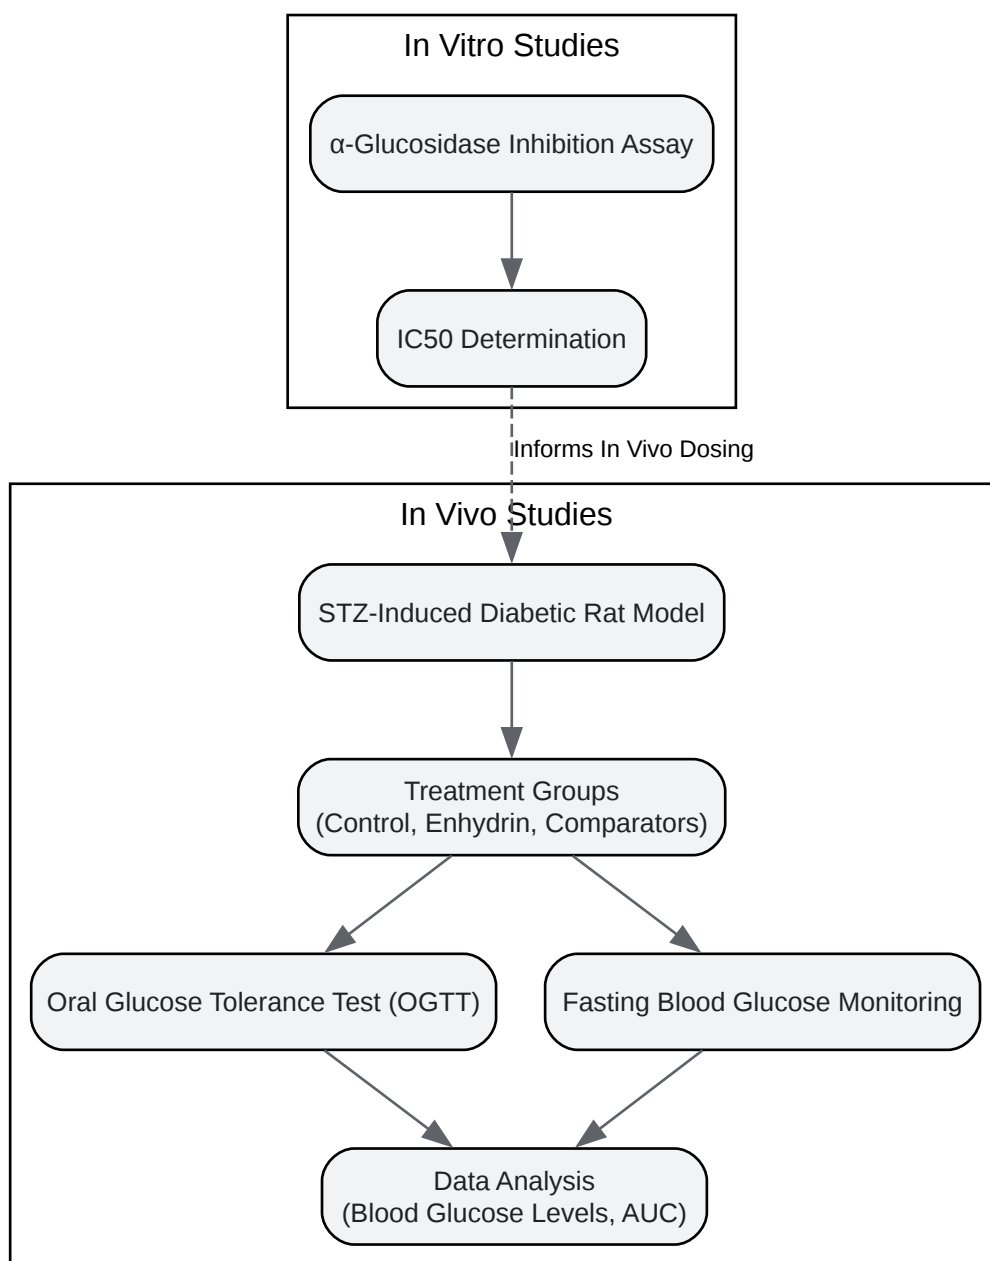 In Vitro Studies
α-Glucosidase Inhibition Assay
IC50 Determination
Informs In Vivo Dosing
In Vivo Studies
STZ-Induced Diabetic Rat Model
Treatment Groups
(Control, Enhydrin, Comparators)
Oral Glucose Tolerance Test (OGTT)
Fasting Blood Glucose Monitoring
Data Analysis
(Blood Glucose Levels, AUC)